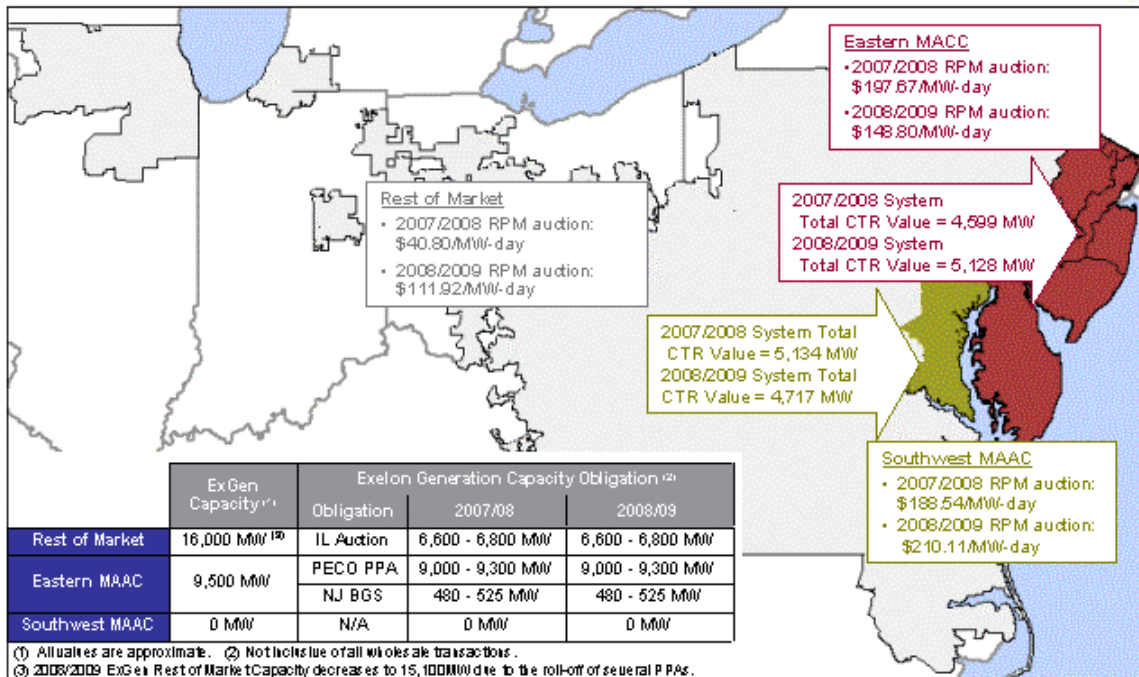 Eastern MACC
•2007/2008 RPM auction:
$197.67/MW-day
•2008/2009 RPM auction:
$148.80/MW-day
2007/2008 System
Total CTR Value = 4,599 MW
2008/2009 System
Total CTR Value = 5,128 MW
Rest of Market
• 2007/2008 RPM auction:
$40.80/MW-day
• 2008/2009 RPM auction:
$111.92/MW-day
2007/2008 System Total
CTR Value = 5,134 MW
2008/2009 System Total
CTR Value = 4,717 MW
Southwest MAAC
• 2007/2008 RPM auction:
$188.54/MW-day
• 2008/2009 RPM auction:
$210.11/MW-day
ExGen Capacity (1) Exelon Generation Capacity Obligation (2)
Obligation 2007/08 2008/09
Rest of Market 16,000 MW (3) IL Auction 6,600 - 6,800 MW 6,600 - 6,800 MW
Eastern MAAC 9,500 MW PECO PPA 9,000 - 9,300 MW 9,000 - 9,300 MW
NJ BGS 480 - 525 MW 480 - 525 MW
Southwest MAAC 0 MW N/A 0 MW 0 MW
(1) All values are approximate. (2) Not inclusive of all wholesale transactions.
(3) 2008/2009 ExGen Rest of Market Capacity decreases to 15,100MW due to the roll-off of several PPAs.